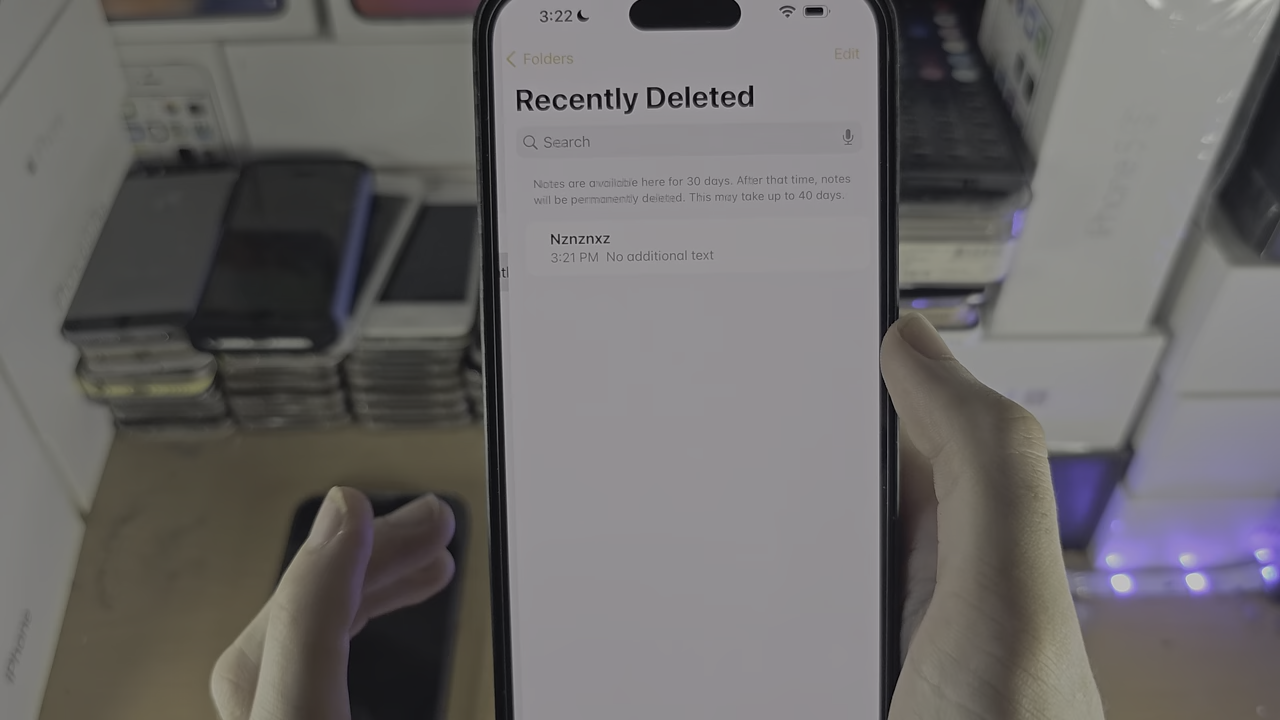 3:22
Folders
Edit
Recently Deleted
Search
Notes are available here for 30 days. After that time, notes
will be permanently deleted. This may take up to 40 days.
Nznznxz
3:21 PM No additional text
iPhone